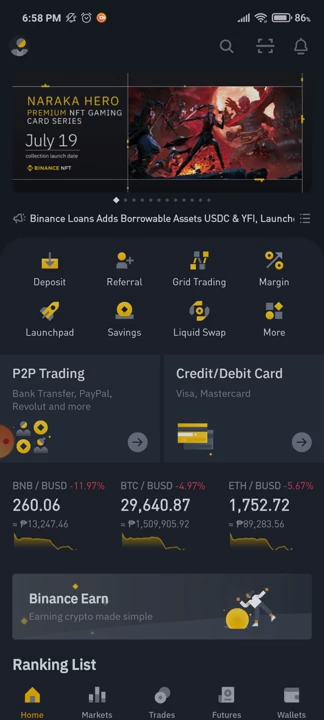 6:58 PM
86%
NARAKA HERO
PREMIUM NFT GAMING
CARD SERIES
July 19
collection launch date
BINANCE NFT
Binance Loans Adds Borrowable Assets USDC & YFI, Launch
Deposit
Referral
Grid Trading
Margin
Launchpad
Savings
Liquid Swap
More
P2P Trading
Bank Transfer, PayPal,
Revolut and more
Credit/Debit Card
Visa, Mastercard
BNB / BUSD -11.97%
260.06
≈ ₱13,247.46
BTC / BUSD -4.97%
29,640.87
≈ ₱1,509,905.92
ETH / BUSD -5.67%
1,752.72
≈ ₱89,283.56
Binance Earn
Earning crypto made simple
Ranking List
Home
Markets
Trades
Futures
Wallets